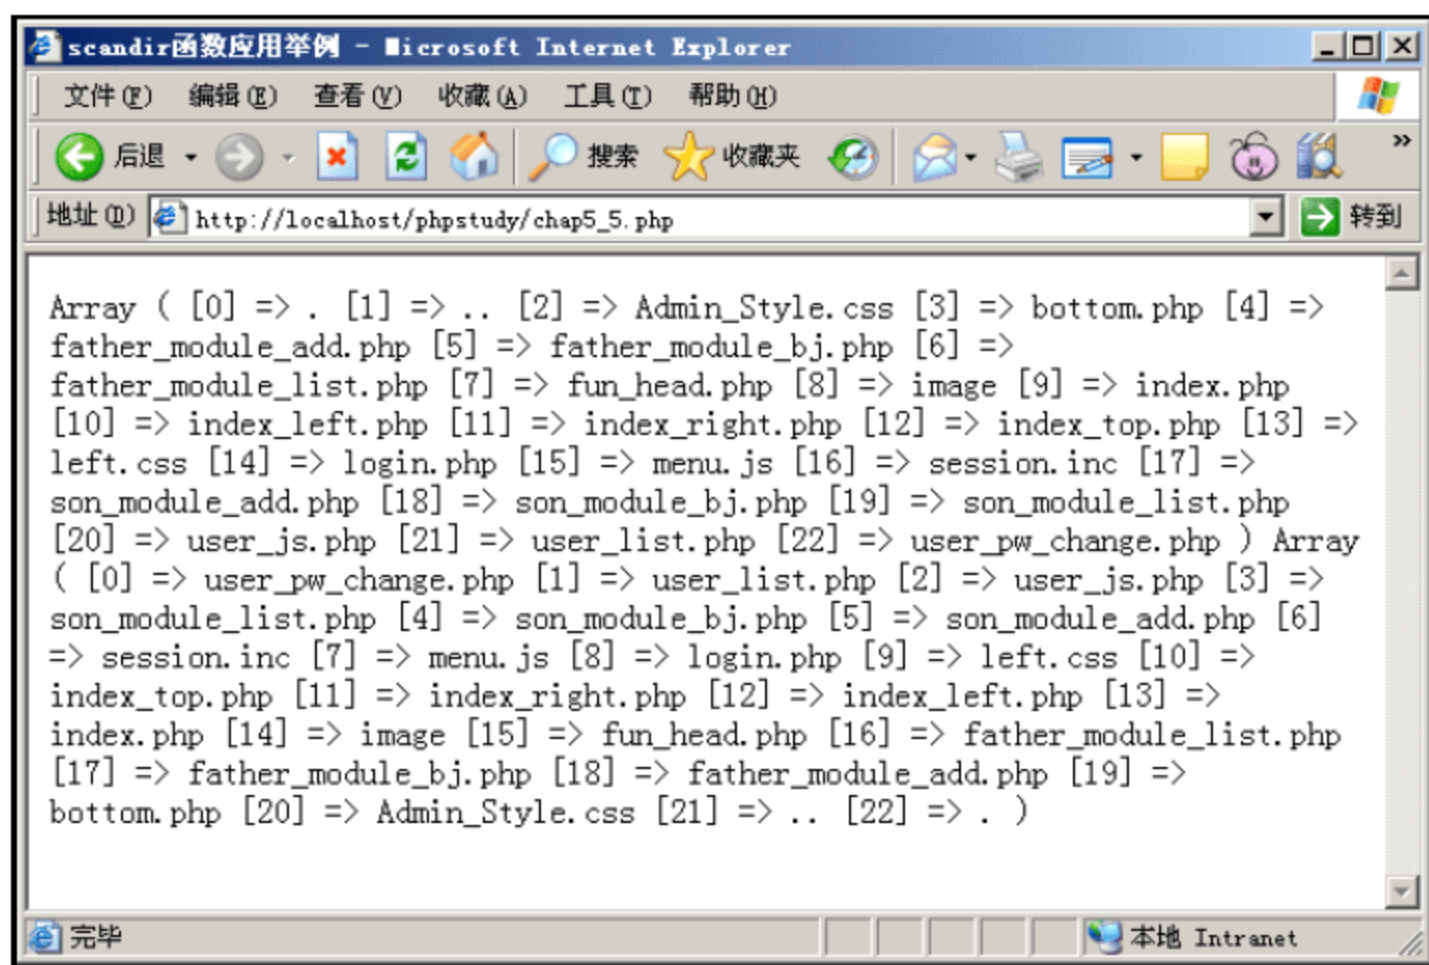 scandir函数应用举例 - Microsoft Internet Explorer
文件(F) 编辑(E) 查看(V) 收藏(A) 工具(T) 帮助(H)
后退 搜索 收藏夹 »
地址(D) http://localhost/phpstudy/chap5_5.php 转到
Array ( [0] => . [1] => .. [2] => Admin_Style.css [3] => bottom.php [4] =>
father_module_add.php [5] => father_module_bj.php [6] =>
father_module_list.php [7] => fun_head.php [8] => image [9] => index.php
[10] => index_left.php [11] => index_right.php [12] => index_top.php [13] =>
left.css [14] => login.php [15] => menu.js [16] => session.inc [17] =>
son_module_add.php [18] => son_module_bj.php [19] => son_module_list.php
[20] => user_js.php [21] => user_list.php [22] => user_pw_change.php ) Array
( [0] => user_pw_change.php [1] => user_list.php [2] => user_js.php [3] =>
son_module_list.php [4] => son_module_bj.php [5] => son_module_add.php [6]
=> session.inc [7] => menu.js [8] => login.php [9] => left.css [10] =>
index_top.php [11] => index_right.php [12] => index_left.php [13] =>
index.php [14] => image [15] => fun_head.php [16] => father_module_list.php
[17] => father_module_bj.php [18] => father_module_add.php [19] =>
bottom.php [20] => Admin_Style.css [21] => .. [22] => . )
完毕 本地 Intranet